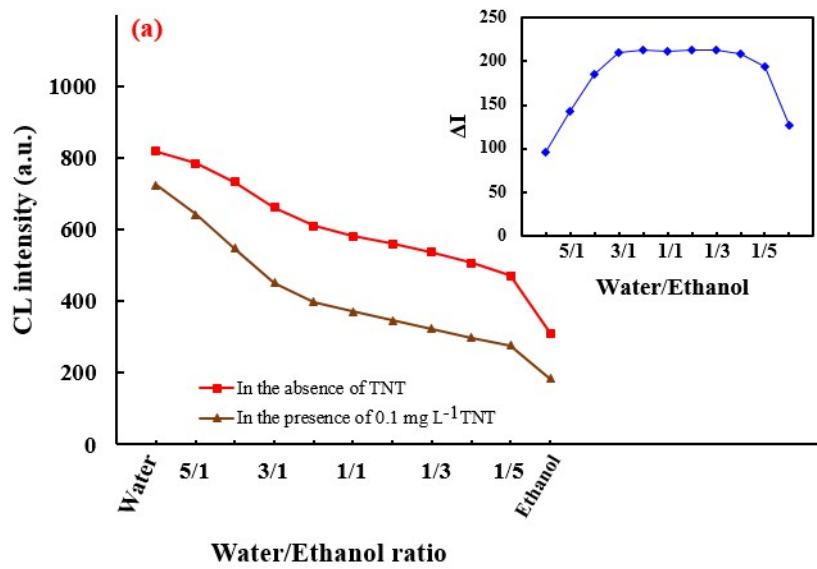 (a)
CL intensity (a.u.)
1000
800
600
400
200
0
In the absence of TNT
In the presence of 0.1 mg L⁻¹ TNT
Water
5/1
3/1
1/1
1/3
1/5
Ethanol
Water/Ethanol ratio
ΔI
250
200
150
100
50
0
5/1
3/1
1/1
1/3
1/5
Water/Ethanol